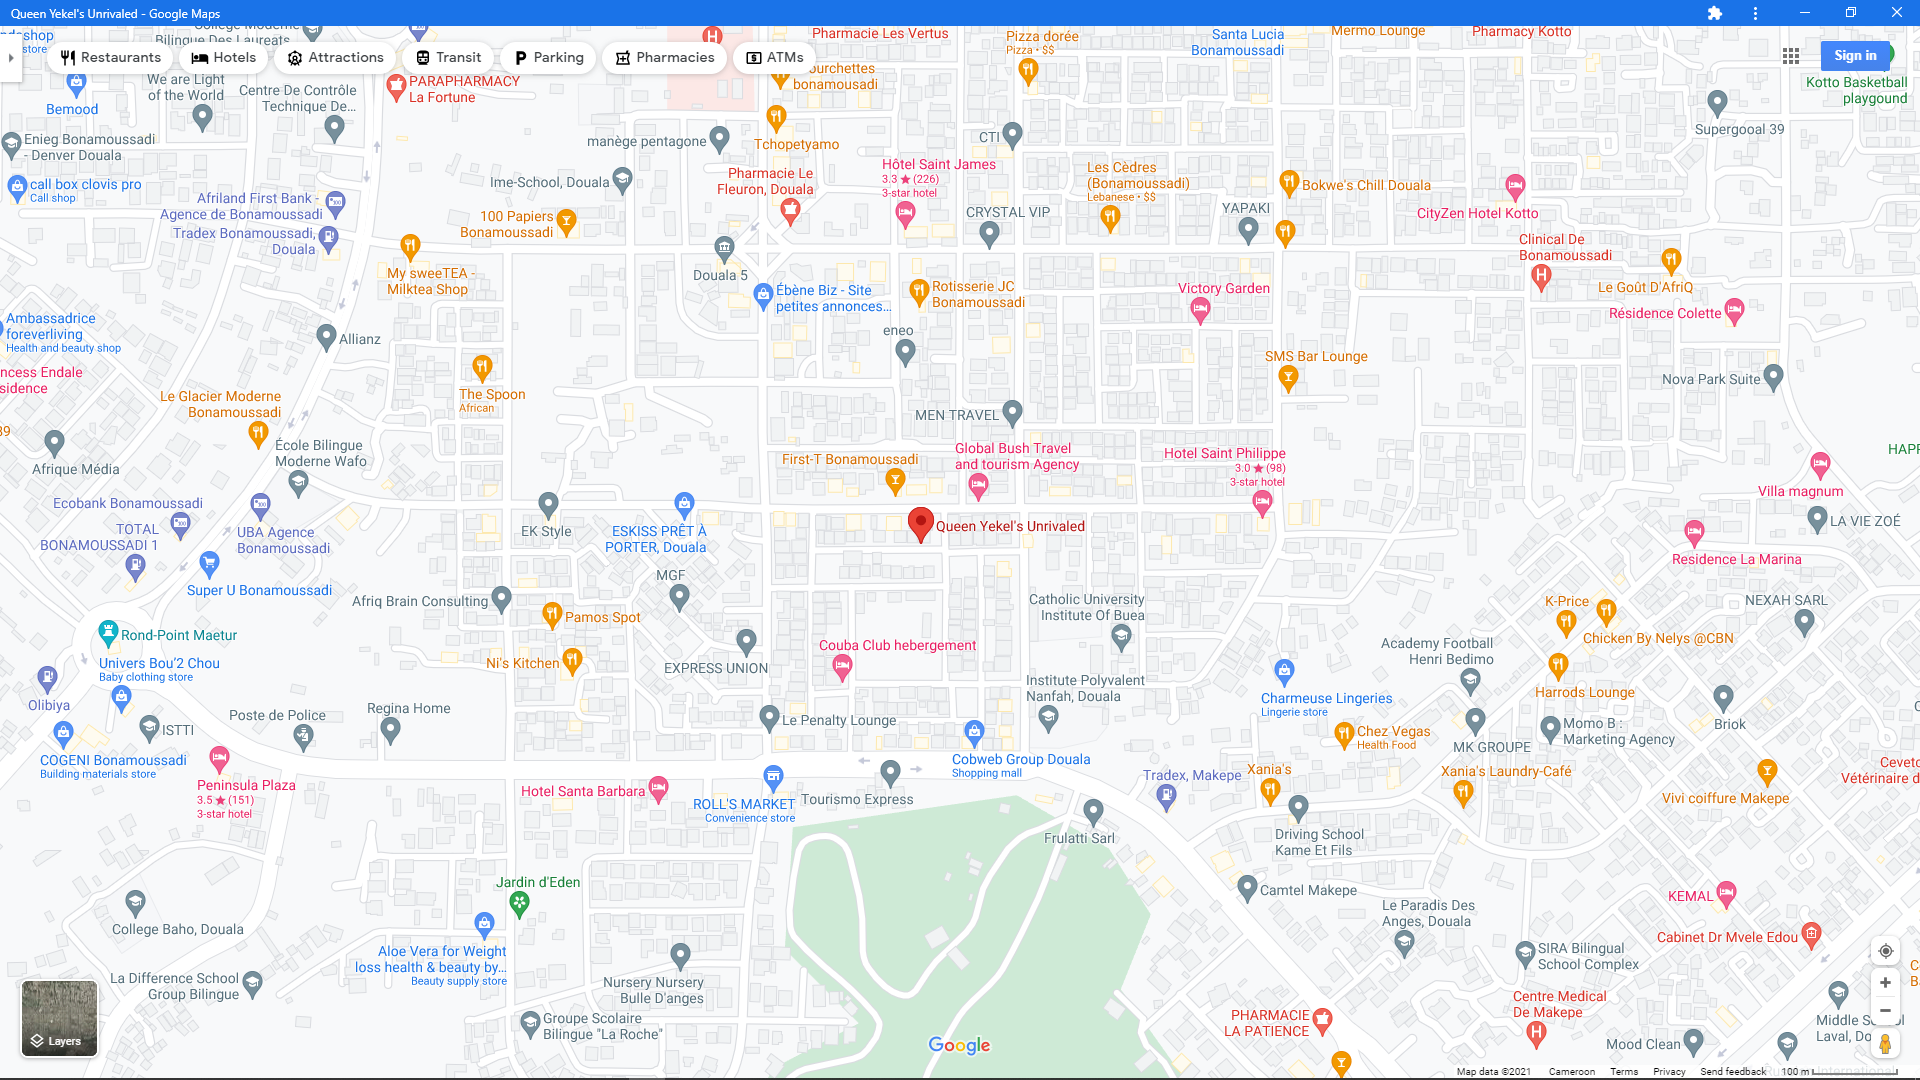 Queen Yekel's Unrivaled - Google Maps
Restaurants
Hotels
Attractions
Transit
Parking
Pharmacies
ATMs
Sign in
store
Bilingue Des Laureats
Pharmacie Les Vertus
Pizza dorée
Pizza • $$
Santa Lucia
Bonamoussadi
Mermo Lounge
Pharmacy Kotto
Kotto Basketball
playgound
Bemood
We are Light
of the World
Centre De Contrôle
Technique De...
PARAPHARMACY
La Fortune
bonamousadi
Tchopetyamo
manège pentagone
CTI
Supergooal 39
Enieg Bonamoussadi
- Denver Douala
call box clovis pro
Call shop
Afriland First Bank -
Agence de Bonamoussadi
Tradex Bonamoussadi,
Douala
Ime-School, Douala
100 Papiers
Bonamoussadi
Pharmacie Le
Fleuron, Douala
Hôtel Saint James
3.3 ★ (226)
3-star hotel
CRYSTAL VIP
Les Cèdres
(Bonamoussadi)
Lebanese • $$
YAPAKI
Bokwe's Chill Douala
CityZen Hotel Kotto
Clinical De
Bonamoussadi
Le Goût D'AfriQ
Résidence Colette
My sweeTEA -
Milktea Shop
Douala 5
Ébène Biz - Site
petites annonces...
Rotisserie JC
Bonamoussadi
eneo
Victory Garden
SMS Bar Lounge
Nova Park Suite
Ambassadrice
foreverliving
Health and beauty shop
Allianz
ncess Endale
sidence
Le Glacier Moderne
Bonamoussadi
The Spoon
African
39
Afrique Média
École Bilingue
Moderne Wafo
MEN TRAVEL
Global Bush Travel
and tourism Agency
First-T Bonamoussadi
Hotel Saint Philippe
3.0 ★ (98)
3-star hotel
HAPP
Villa magnum
LA VIE ZOÉ
Ecobank Bonamoussadi
TOTAL
BONAMOUSSADI 1
UBA Agence
Bonamoussadi
EK Style
ESKISS PRÊT À
PORTER, Douala
Queen Yekel's Unrivaled
Residence La Marina
Super U Bonamoussadi
MGF
Afriq Brain Consulting
Pamos Spot
Catholic University
Institute Of Buea
K-Price
NEXAH SARL
Chicken By Nelys @CBN
Rond-Point Maetur
Univers Bou'2 Chou
Baby clothing store
Ni's Kitchen
EXPRESS UNION
Couba Club hebergement
Academy Football
Henri Bedimo
Harrods Lounge
Institute Polyvalent
Nanfah, Douala
Charmeuse Lingeries
Lingerie store
Olibiya
ISTTI
Poste de Police
Regina Home
Le Penalty Lounge
Chez Vegas
Health Food
MK GROUPE
Momo B :
Marketing Agency
Briok
COGENI Bonamoussadi
Building materials store
Peninsula Plaza
3.5 ★ (151)
3-star hotel
Hotel Santa Barbara
ROLL'S MARKET
Convenience store
Tourismo Express
Cobweb Group Douala
Shopping mall
Tradex, Makepe
Xania's
Xania's Laundry-Café
Ceveto
Vétérinaire d
Vivi coiffure Makepe
Frulatti Sarl
Driving School
Kame Et Fils
Jardin d'Eden
Camtel Makepe
KEMAL
College Baho, Douala
Le Paradis Des
Anges, Douala
Cabinet Dr Mvele Edou
Aloe Vera for Weight
loss health & beauty by...
Beauty supply store
SIRA Bilingual
School Complex
La Difference School
Group Bilingue
Nursery Nursery
Bulle D'anges
Centre Medical
De Makepe
Groupe Scolaire
Bilingue "La Roche"
PHARMACIE
LA PATIENCE
Middle
Laval, Do
Mood Clean
Layers
Google
Map data ©2021
Cameroon
Terms
Privacy
Send feedback
100 m